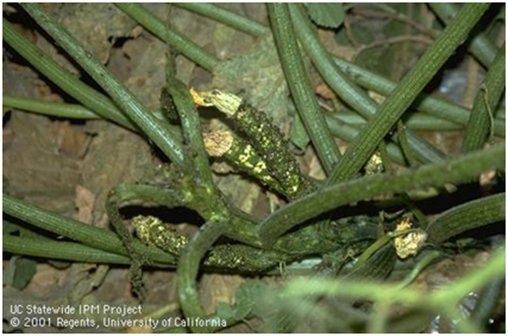 UC Statewide IPM Project
© 2001 Regents, University of California